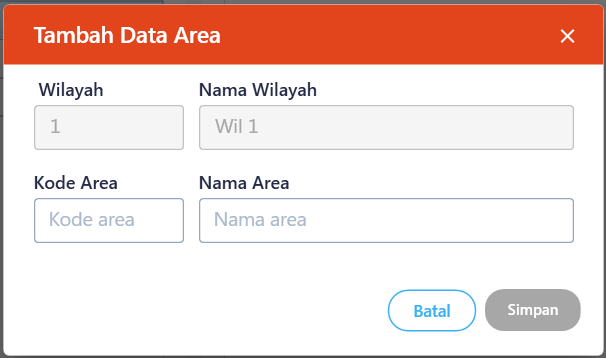 Tambah Data Area
Wilayah Nama Wilayah
1 Wil 1
Kode Area Nama Area
Kode area Nama area
Batal Simpan